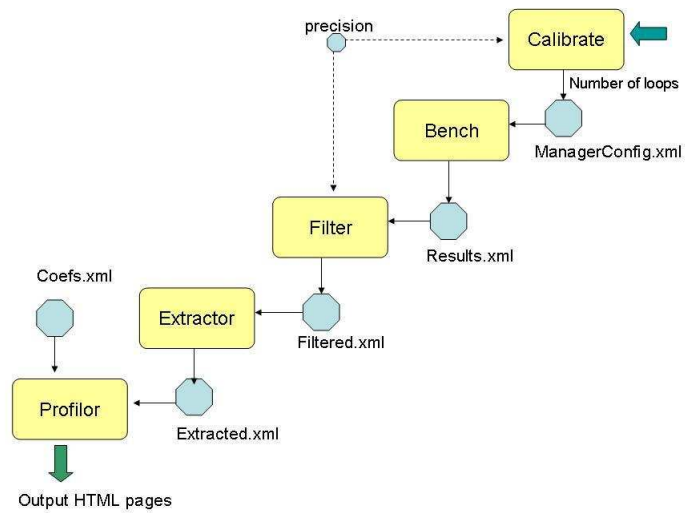 precision
Calibrate
Number of loops
Bench
ManagerConfig.xml
Filter
Results.xml
Coefs.xml
Extractor
Filtered.xml
Profilor
Extracted.xml
Output HTML pages